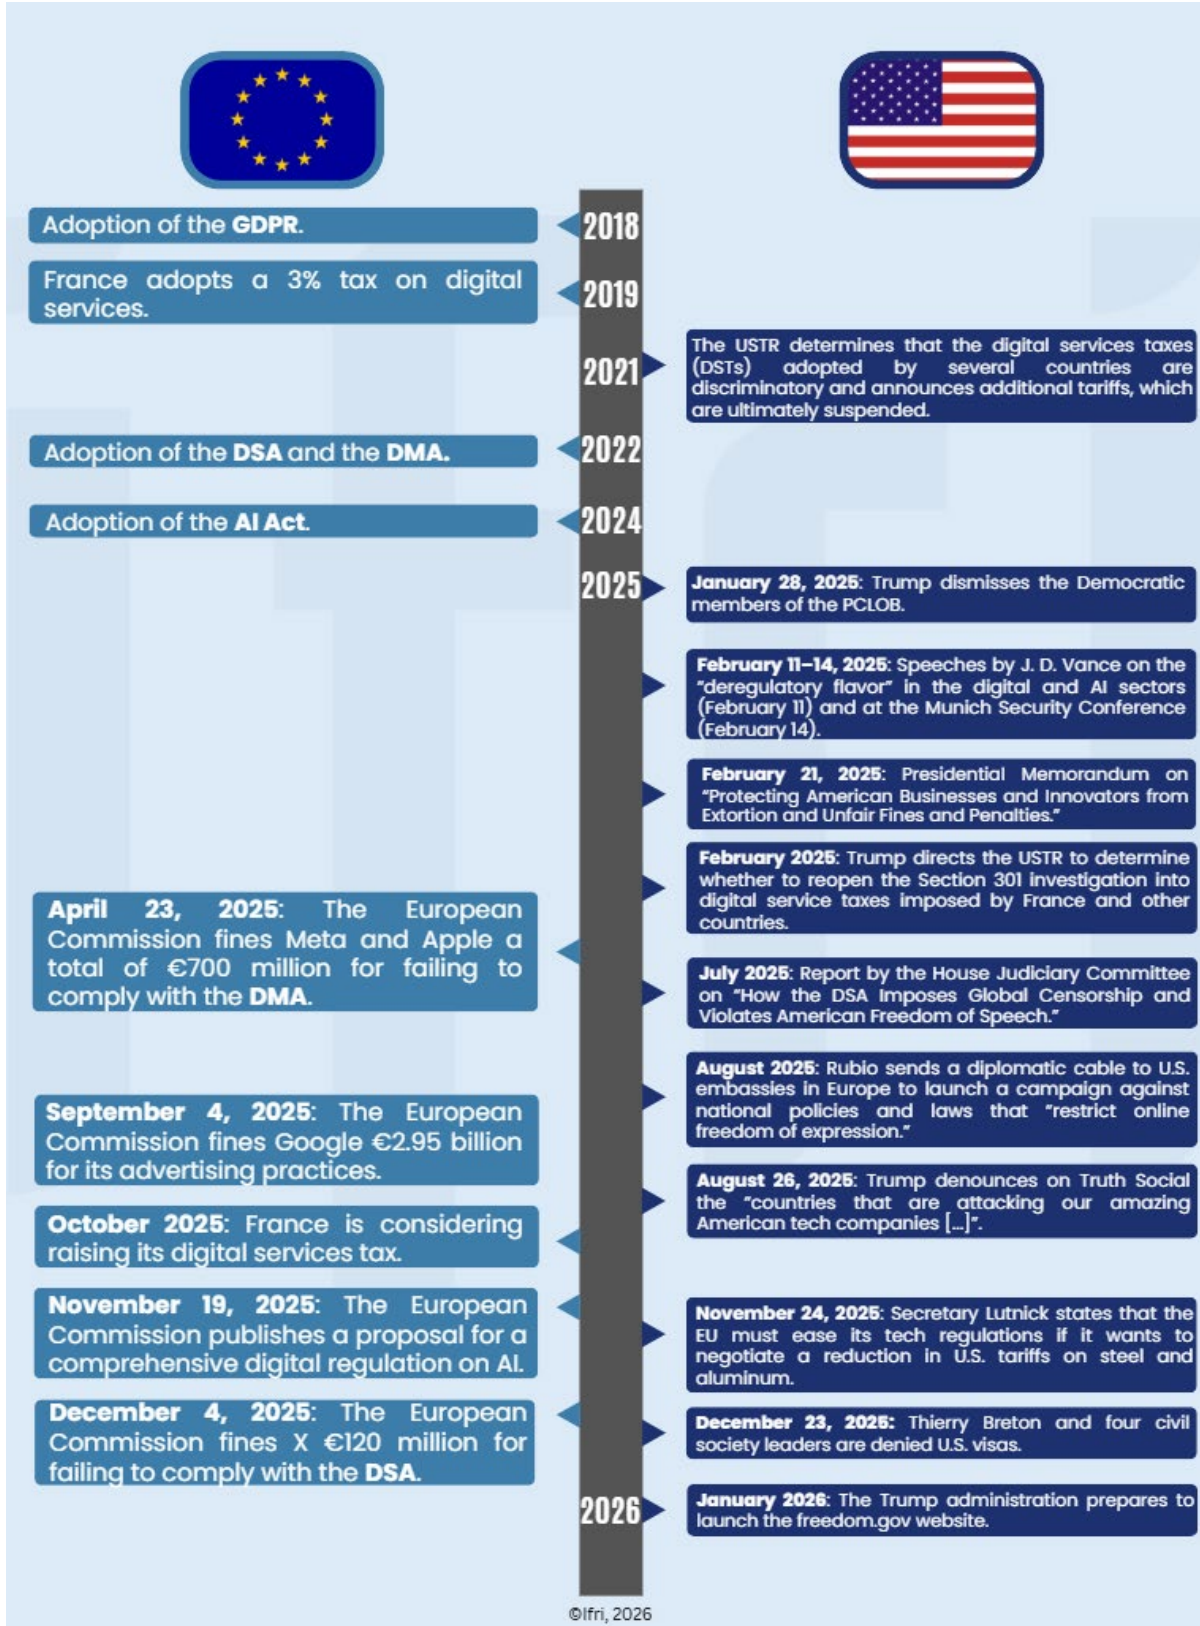 Adoption of the GDPR.
2018
France adopts a 3% tax on digital
services.
2019
2021
The USTR determines that the digital services taxes
(DSTs) adopted by several countries are
discriminatory and announces additional tariffs, which
are ultimately suspended.
Adoption of the DSA and the DMA.
2022
Adoption of the AI Act.
2024
2025
January 28, 2025: Trump dismisses the Democratic
members of the PCLOB.
February 11–14, 2025: Speeches by J. D. Vance on the
"deregulatory flavor" in the digital and AI sectors
(February 11) and at the Munich Security Conference
(February 14).
February 21, 2025: Presidential Memorandum on
"Protecting American Businesses and Innovators from
Extortion and Unfair Fines and Penalties."
February 2025: Trump directs the USTR to determine
whether to reopen the Section 301 investigation into
digital service taxes imposed by France and other
countries.
April 23, 2025: The European
Commission fines Meta and Apple a
total of €700 million for failing to
comply with the DMA.
July 2025: Report by the House Judiciary Committee
on "How the DSA Imposes Global Censorship and
Violates American Freedom of Speech."
August 2025: Rubio sends a diplomatic cable to U.S.
embassies in Europe to launch a campaign against
national policies and laws that "restrict online
freedom of expression."
September 4, 2025: The European
Commission fines Google €2.95 billion
for its advertising practices.
August 26, 2025: Trump denounces on Truth Social
the "countries that are attacking our amazing
American tech companies [...]".
October 2025: France is considering
raising its digital services tax.
November 19, 2025: The European
Commission publishes a proposal for a
comprehensive digital regulation on AI.
November 24, 2025: Secretary Lutnick states that the
EU must ease its tech regulations if it wants to
negotiate a reduction in U.S. tariffs on steel and
aluminum.
December 4, 2025: The European
Commission fines X €120 million for
failing to comply with the DSA.
December 23, 2025: Thierry Breton and four civil
society leaders are denied U.S. visas.
2026
January 2026: The Trump administration prepares to
launch the freedom.gov website.
©Ifri, 2026